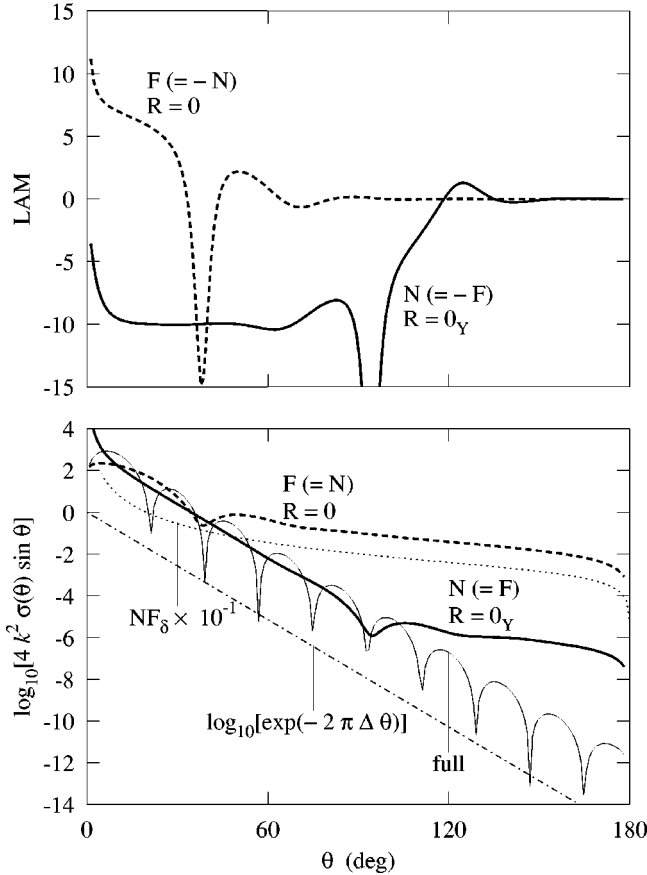 15
10
5
0
-5
-10
-15
LAM
F (= − N)
R = 0
N (= − F)
R = 0_Y
4
2
0
-2
-4
-6
-8
-10
-12
-14
log₁₀[4 k² σ(θ) sin θ]
F (= N)
R = 0
N (= F)
R = 0_Y
NF_δ × 10⁻¹
log₁₀[exp(− 2 π Δ θ)]
full
0
60
120
180
θ (deg)